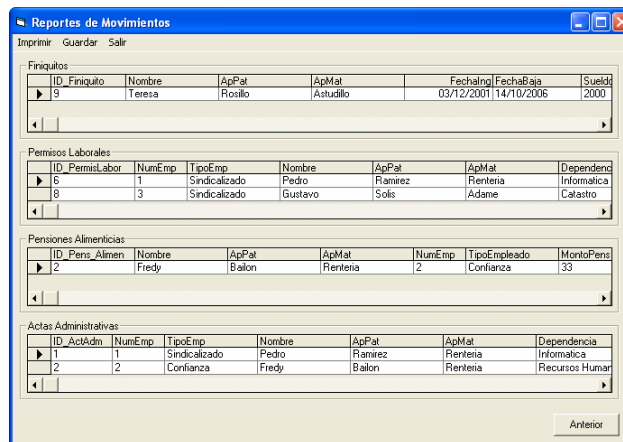 Reportes de Movimientos
Imprimir Guardar Salir
Finiquitos
ID_Finiquito Nombre ApPat ApMat FechaIng FechaBaja Sueldo
9 Teresa Rosillo Astudillo 03/12/2001 14/10/2006 2000
Permisos Laborales
ID_PermisLabor NumEmp TipoEmp Nombre ApPat ApMat Dependenc
6 1 Sindicalizado Pedro Ramirez Renteria Informatica
8 3 Sindicalizado Gustavo Solis Adame Catastro
Pensiones Alimenticias
ID_Pens_Alimen Nombre ApPat ApMat NumEmp TipoEmpleado MontoPens
2 Fredy Bailon Renteria 2 Confianza 33
Actas Administrativas
ID_ActAdm NumEmp TipoEmp Nombre ApPat ApMat Dependencia
1 1 Sindicalizado Pedro Ramirez Renteria Informatica
2 2 Confianza Fredy Bailon Renteria Recursos Human
Anterior